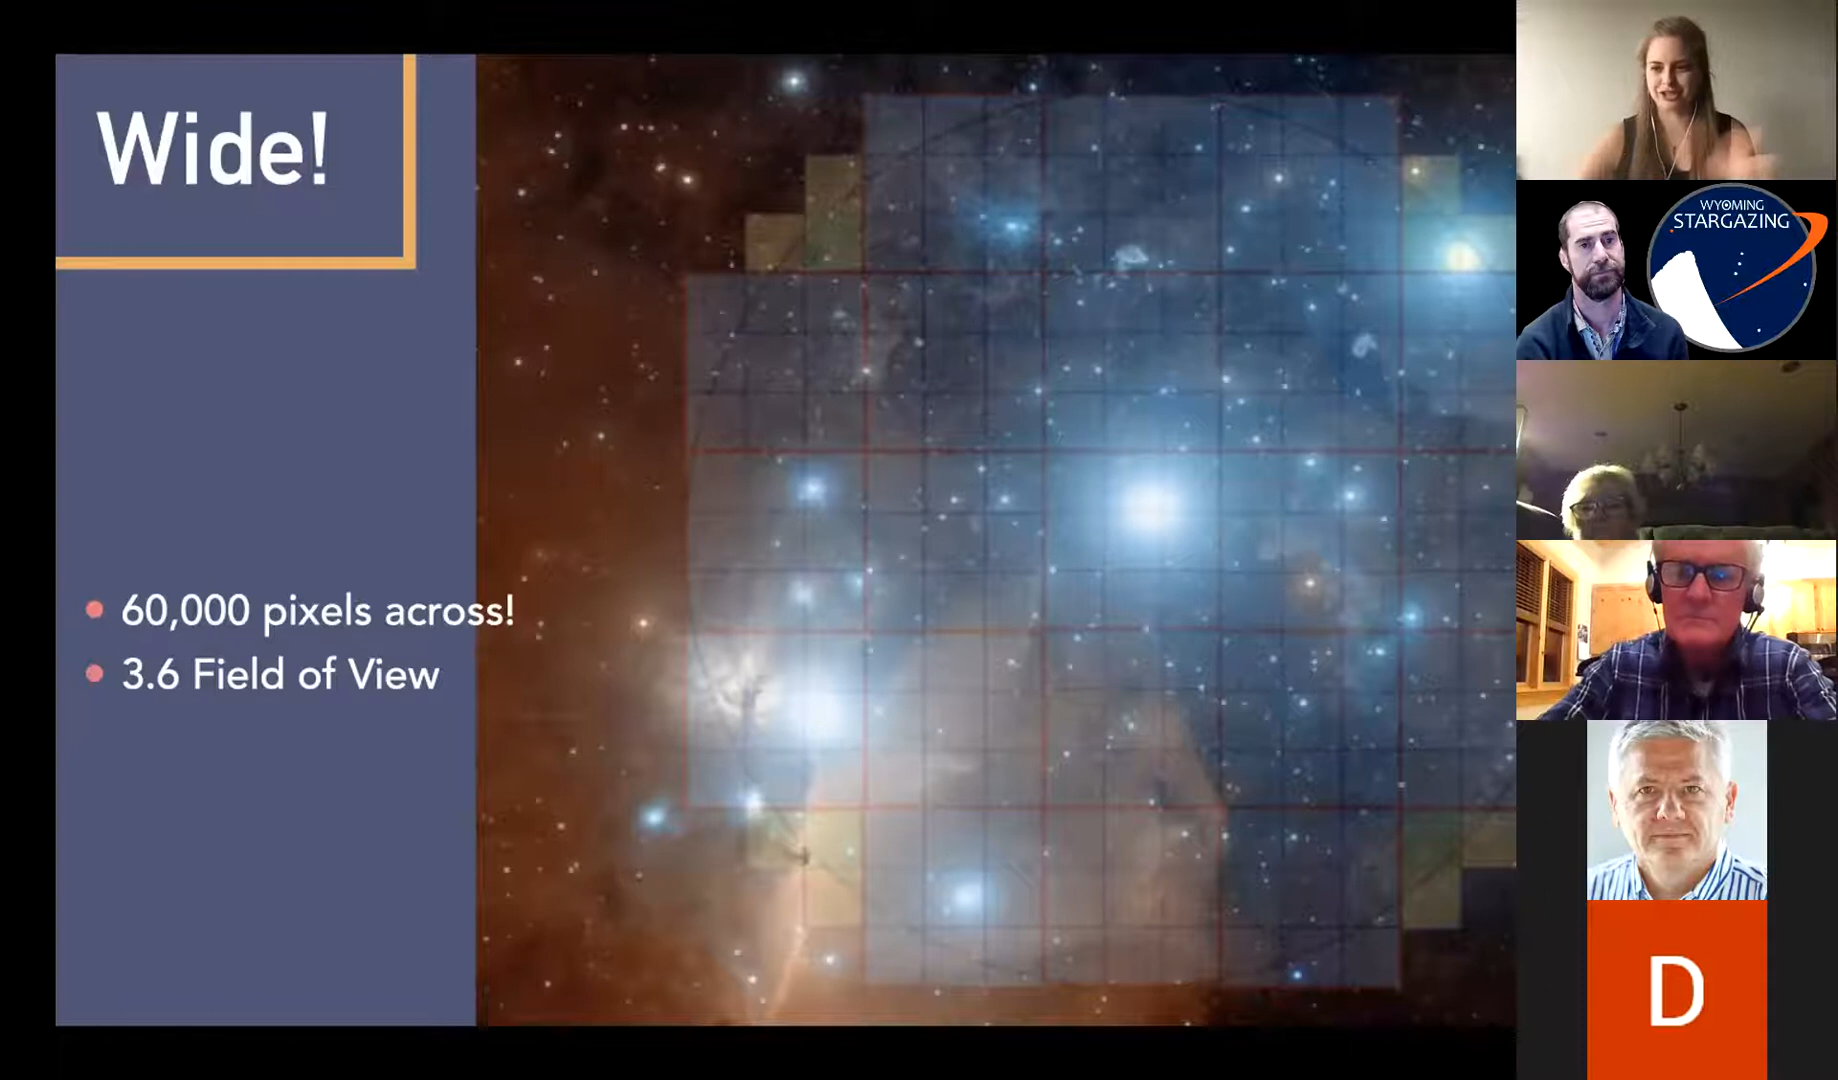 Wide!
60,000 pixels across!
3.6 Field of View
WYOMING
STARGAZING
D